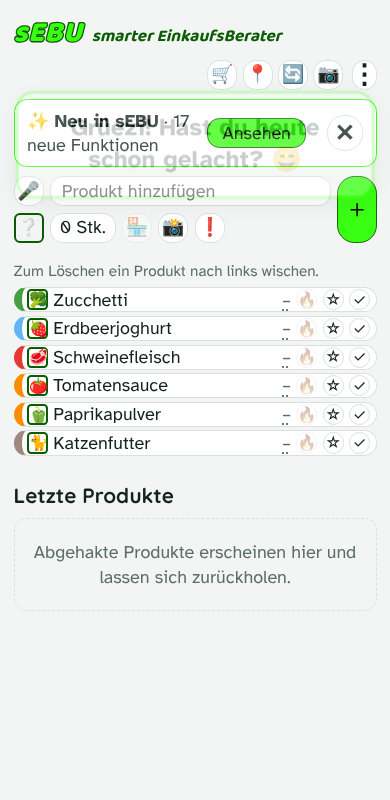 sEBU smarter EinkaufsBerater
✨ Neu in sEBU · 17
neue Funktionen
Ansehen
✕
Gruezi! Hast du heute
schon gelacht? 😄
Produkt hinzufügen
+
0 Stk.
Zum Löschen ein Produkt nach links wischen.
Zucchetti –
Erdbeerjoghurt –
Schweinefleisch –
Tomatensauce –
Paprikapulver –
Katzenfutter –
Letzte Produkte
Abgehakte Produkte erscheinen hier und
lassen sich zurückholen.